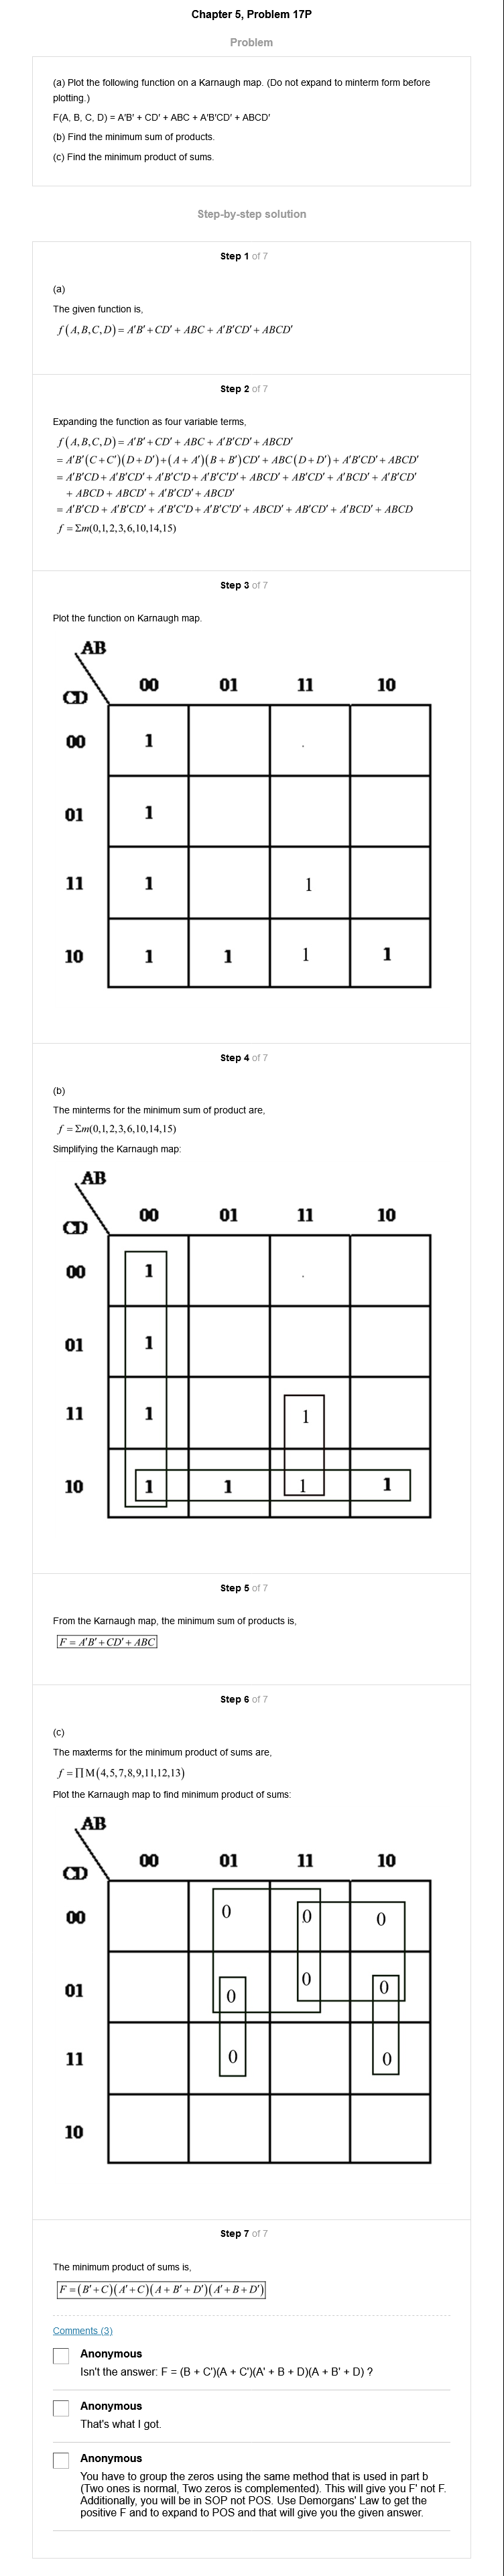 Chapter 5, Problem 17P
Problem
(a) Plot the following function on a Karnaugh map. (Do not expand to minterm form before
plotting.)
F(A, B, C, D) = A′B′ + CD′ + ABC + A′B′CD′ + ABCD′
(b) Find the minimum sum of products.
(c) Find the minimum product of sums.
Step-by-step solution
Step 1 of 7
(a)
The given function is,
f(A,B,C,D) = A′B′ + CD′ + ABC + A′B′CD′ + ABCD′
Step 2 of 7
Expanding the function as four variable terms,
f(A,B,C,D) = A′B′ + CD′ + ABC + A′B′CD′ + ABCD′
= A′B′(C+C′)(D+D′)+(A+A′)(B+B′)CD′ + ABC(D+D′) + A′B′CD′ + ABCD′
= A′B′CD + A′B′CD′ + A′B′C′D + A′B′C′D′ + ABCD′ + AB′CD′ + A′BCD′ + A′B′CD′
+ ABCD + ABCD′ + A′B′CD′ + ABCD′
= A′B′CD + A′B′CD′ + A′B′C′D + A′B′C′D′ + ABCD′ + AB′CD′ + A′BCD′ + ABCD
f = Σm(0,1,2,3,6,10,14,15)
Step 3 of 7
Plot the function on Karnaugh map.
AB
CD 00 01 11 10
00 1
01 1
11 1 1
10 1 1 1 1
Step 4 of 7
(b)
The minterms for the minimum sum of product are,
f = Σm(0,1,2,3,6,10,14,15)
Simplifying the Karnaugh map:
AB
CD 00 01 11 10
00 1
01 1
11 1 1
10 1 1 1 1
Step 5 of 7
From the Karnaugh map, the minimum sum of products is,
F = A′B′ + CD′ + ABC
Step 6 of 7
(c)
The maxterms for the minimum product of sums are,
f = ∏M(4,5,7,8,9,11,12,13)
Plot the Karnaugh map to find minimum product of sums:
AB
CD 00 01 11 10
00 0 0 0
01 0 0 0
11 0 0
10
Step 7 of 7
The minimum product of sums is,
F = (B′+C)(A′+C)(A+B′+D′)(A′+B+D′)
Comments (3)
Anonymous
Isn't the answer: F = (B + C')(A + C')(A' + B + D)(A + B' + D) ?
Anonymous
That's what I got.
Anonymous
You have to group the zeros using the same method that is used in part b
(Two ones is normal, Two zeros is complemented). This will give you F' not F.
Additionally, you will be in SOP not POS. Use Demorgans' Law to get the
positive F and to expand to POS and that will give you the given answer.